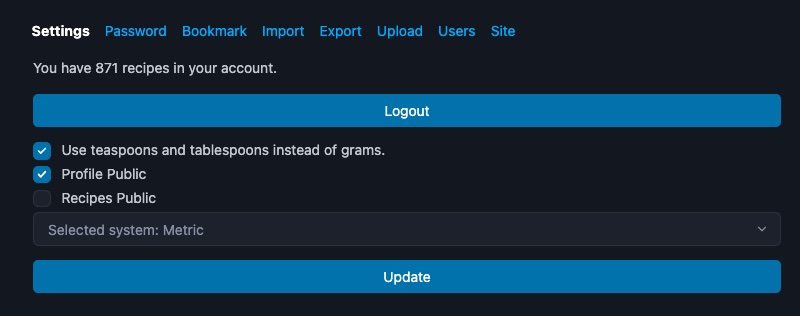 Settings Password Bookmark Import Export Upload Users Site
You have 871 recipes in your account.
Logout
Use teaspoons and tablespoons instead of grams.
Profile Public
Recipes Public
Selected system: Metric
Update